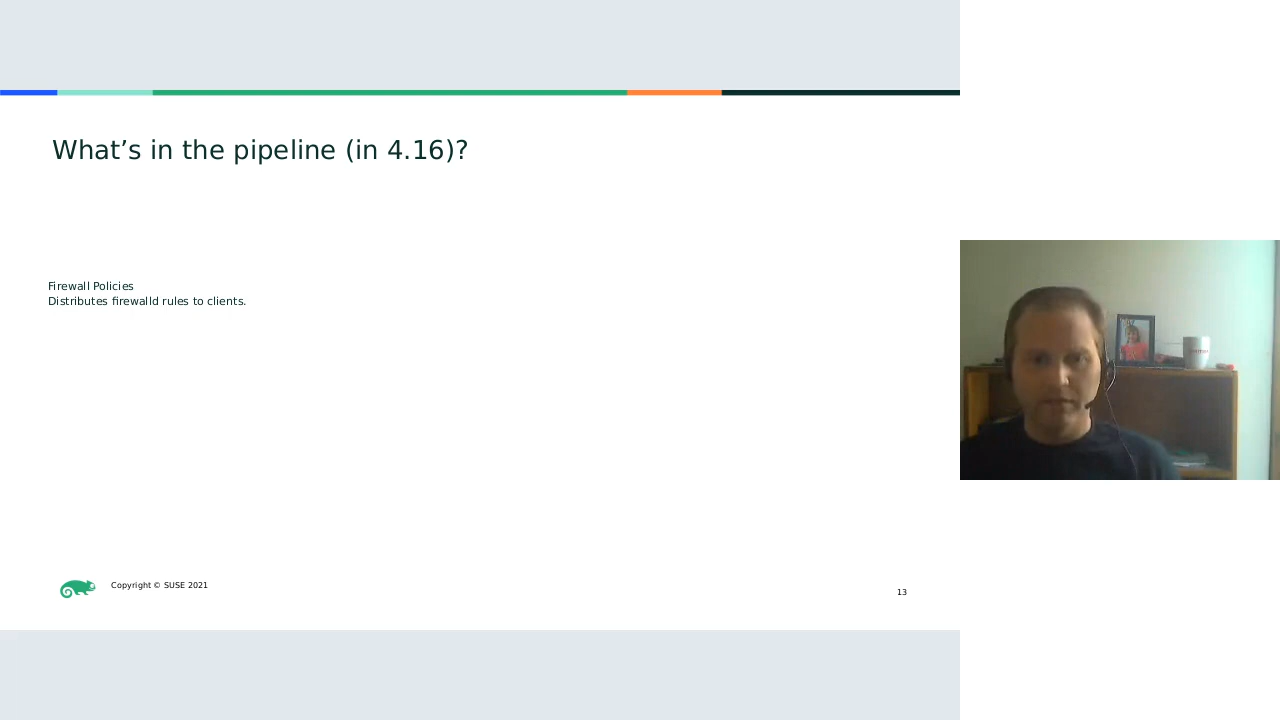 What’s in the pipeline (in 4.16)?
Firewall Policies
Distributes firewalld rules to clients.
Copyright © SUSE 2021
13